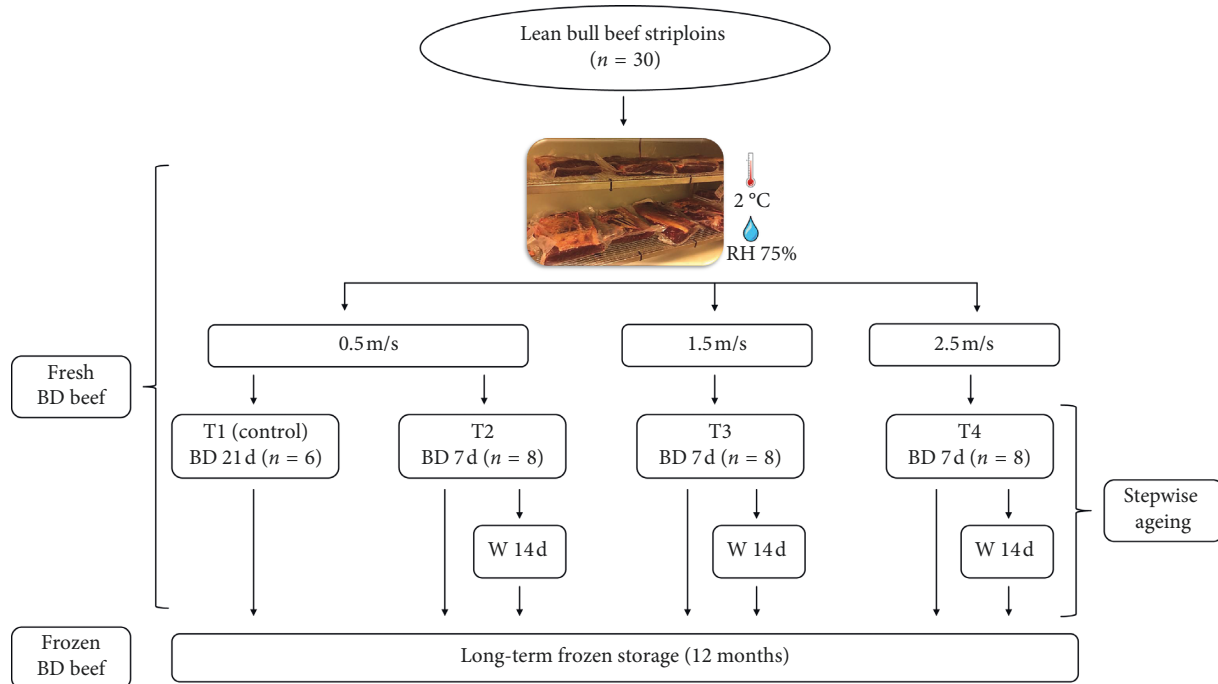 Lean bull beef striploins
(n = 30)
2 °C
RH 75%
0.5 m/s
1.5 m/s
2.5 m/s
Fresh
BD beef
T1 (control)
BD 21 d (n = 6)
T2
BD 7 d (n = 8)
T3
BD 7 d (n = 8)
T4
BD 7 d (n = 8)
Stepwise
ageing
W 14 d
W 14 d
W 14 d
Frozen
BD beef
Long-term frozen storage (12 months)